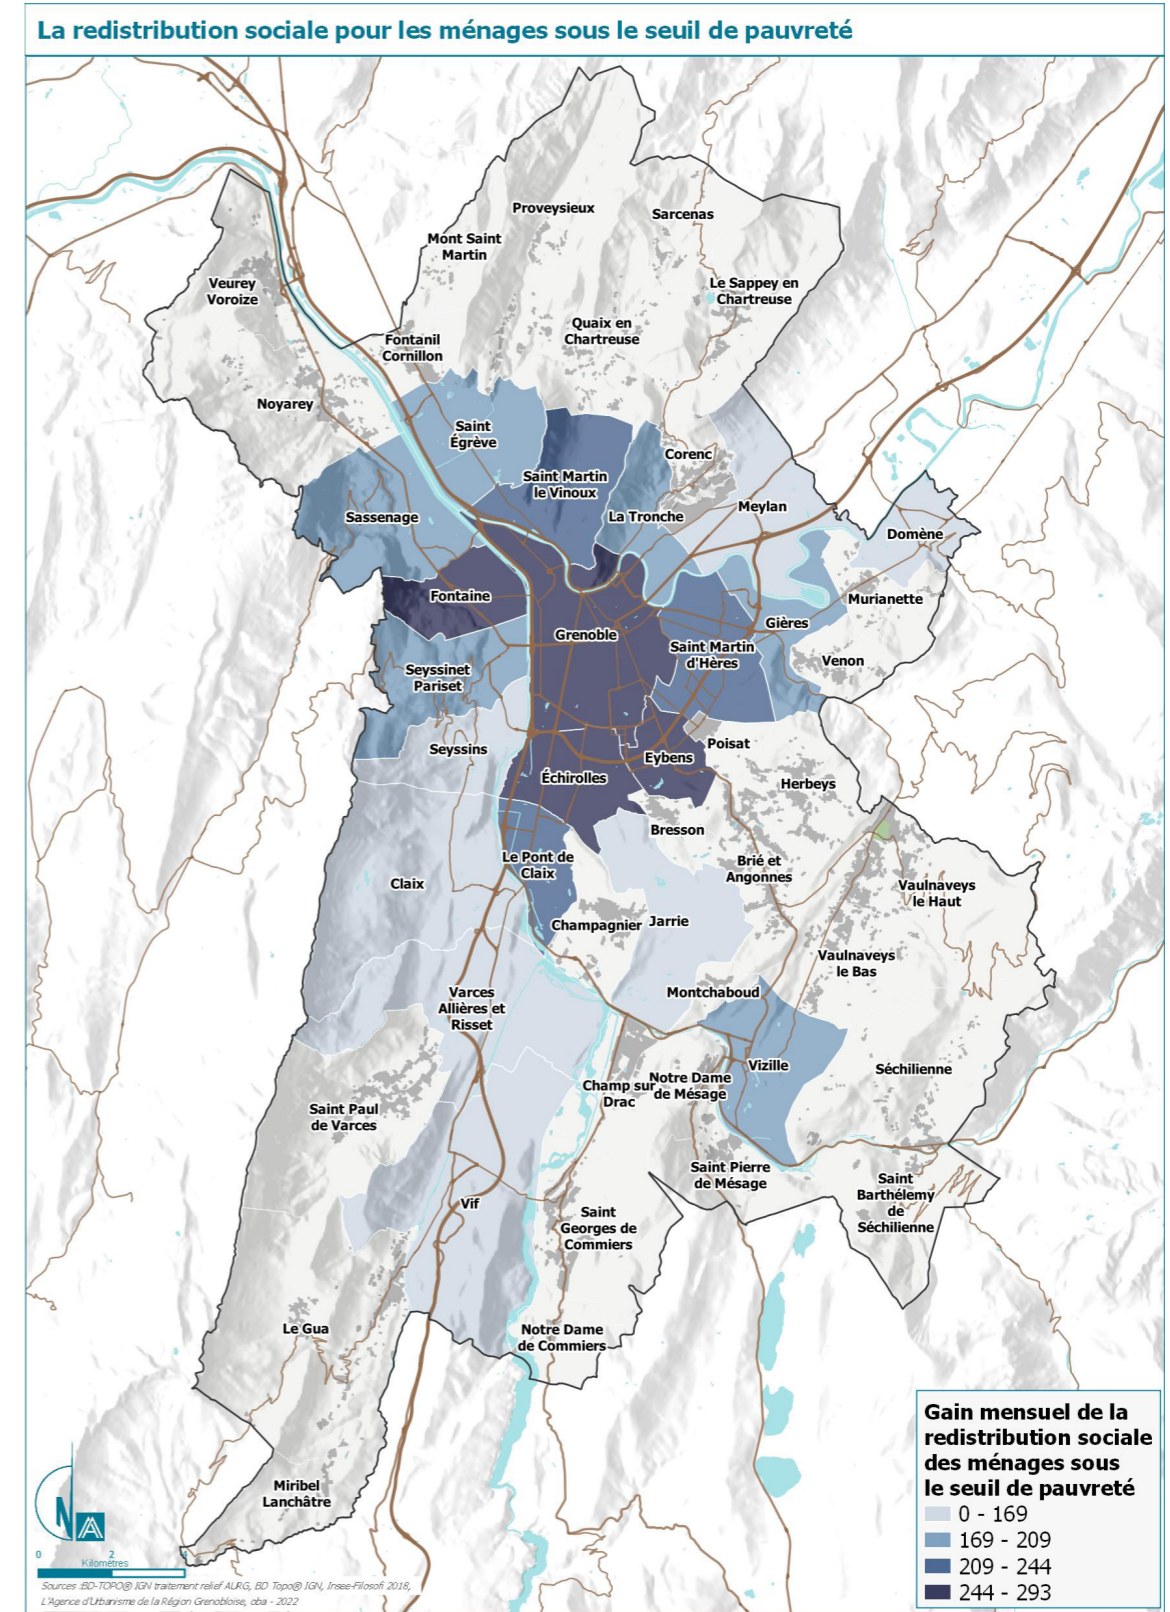 La redistribution sociale pour les ménages sous le seuil de pauvreté
Proveysieux
Sarcenas
Mont Saint
Martin
Veurey
Voroize
Le Sappey en
Chartreuse
Quaix en
Chartreuse
Fontanil
Cornillon
Noyarey
Saint
Égrève
Corenc
Saint Martin
le Vinoux
Meylan
Sassenage
La Tronche
Domène
Fontaine
Murianette
Gières
Grenoble
Saint Martin
d'Hères
Venon
Seyssinet
Pariset
Seyssins
Poisat
Eybens
Échirolles
Herbeys
Bresson
Le Pont de
Claix
Brié et
Angonnes
Claix
Vaulnaveys
le Haut
Champagnier
Jarrie
Vaulnaveys
le Bas
Varces
Allières et
Risset
Montchaboud
Vizille
Séchilienne
Champ sur
Drac
Notre Dame
de Mésage
Saint Paul
de Varces
Saint Pierre
de Mésage
Saint
Barthélemy
de
Séchilienne
Vif
Saint
Georges de
Commiers
Le Gua
Notre Dame
de Commiers
Miribel
Lanchâtre
Gain mensuel de la
redistribution sociale
des ménages sous
le seuil de pauvreté
0 - 169
169 - 209
209 - 244
244 - 293
N
0 2 4
Kilomètres
Sources :BD-TOPO® IGN traitement relief AURG, BD Topo® IGN, Insee-Filosofi 2018,
L'Agence d'Urbanisme de la Région Grenobloise, oba - 2022